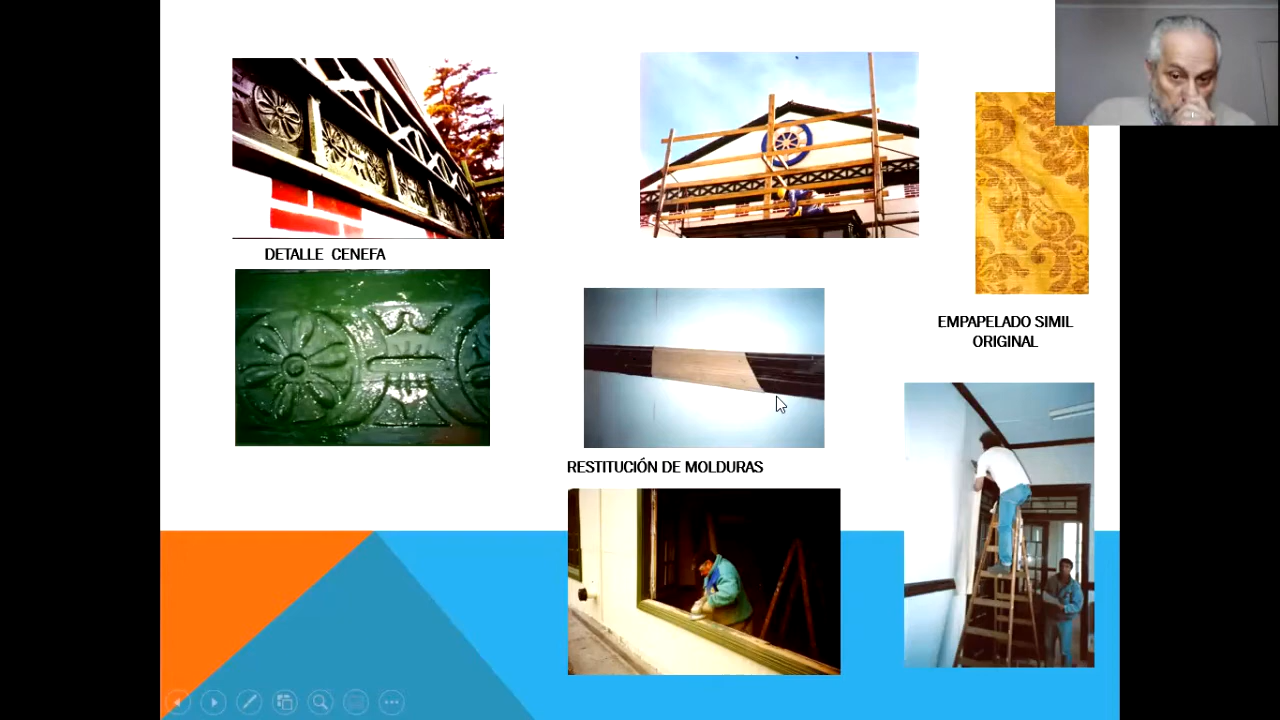 DETALLE CENEFA
EMPAPELADO SIMIL
ORIGINAL
RESTITUCIÓN DE MOLDURAS